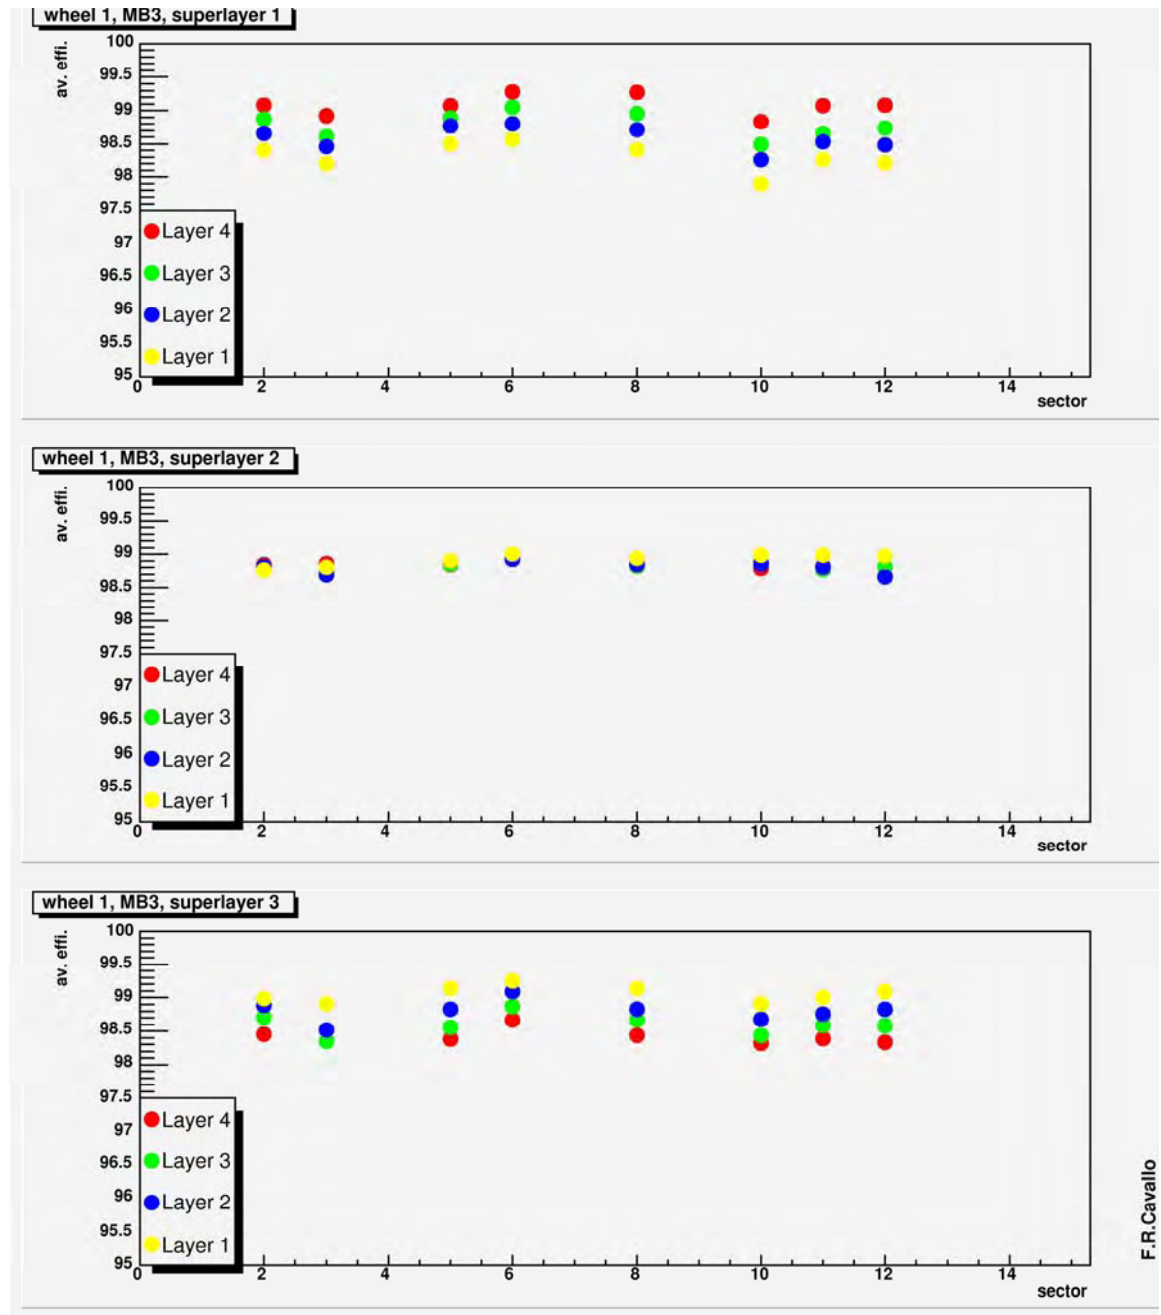 wheel 1, MB3, superlayer 1
av. effi.
100
99.5
99
98.5
98
97.5
97
96.5
96
95.5
95
Layer 4
Layer 3
Layer 2
Layer 1
0 2 4 6 8 10 12 14
sector
wheel 1, MB3, superlayer 2
av. effi.
100
99.5
99
98.5
98
97.5
97
96.5
96
95.5
95
Layer 4
Layer 3
Layer 2
Layer 1
0 2 4 6 8 10 12 14
sector
wheel 1, MB3, superlayer 3
av. effi.
100
99.5
99
98.5
98
97.5
97
96.5
96
95.5
95
Layer 4
Layer 3
Layer 2
Layer 1
0 2 4 6 8 10 12 14
sector
F.R.Cavallo